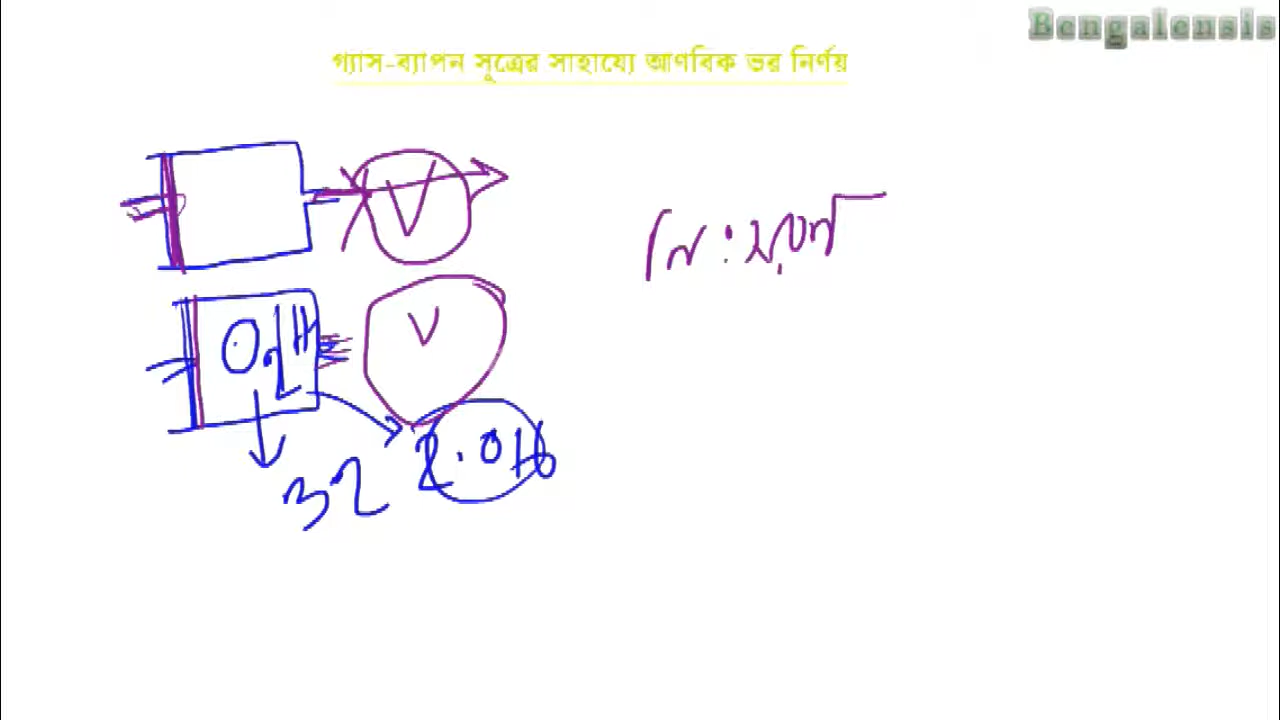 Bengalensis
গ্যাস-ব্যাপন সূত্রের সাহায্যে আণবিক ভর নির্ণয়
V
V
O₂ H
32
2.016